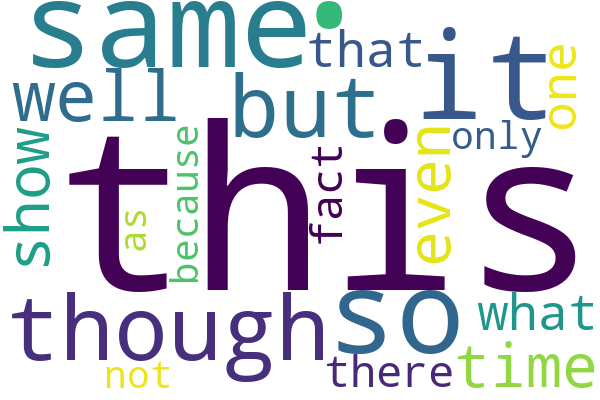 same
that
it
one
well
but
only
show
this
as
because
fact
even
though
so
what
not
there
time